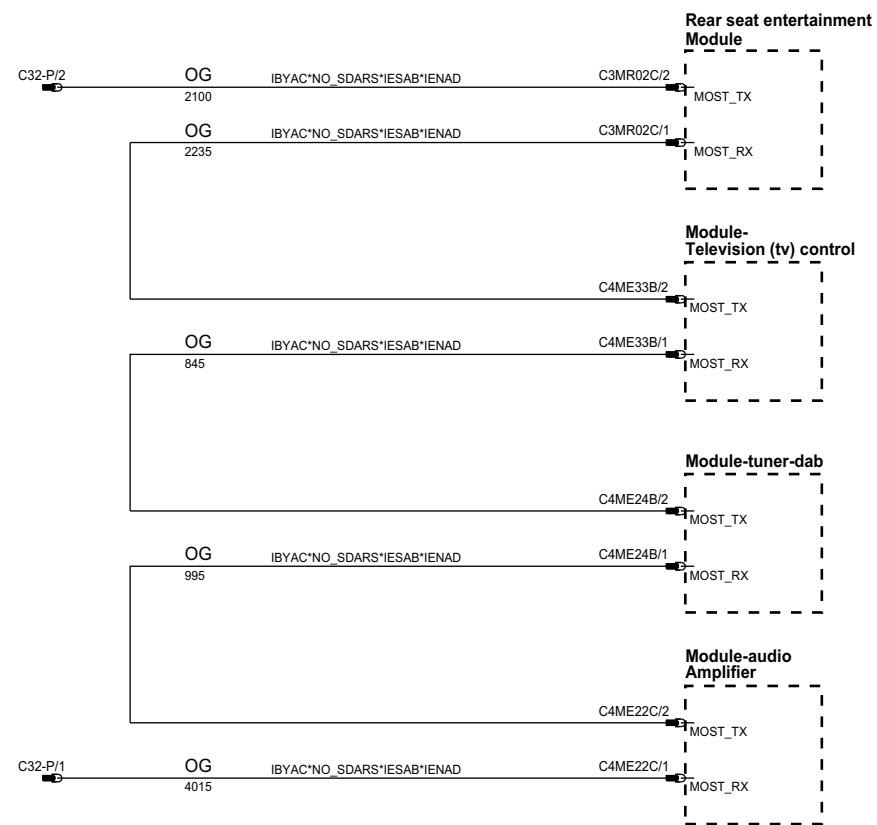 Rear seat entertainment
Module
C32-P/2
OG
IBYAC*NO_SDARS*IESAB*IENAD
C3MR02C/2
2100
MOST_TX
OG
IBYAC*NO_SDARS*IESAB*IENAD
C3MR02C/1
2235
MOST_RX
Module-
Television (tv) control
C4ME33B/2
MOST_TX
OG
IBYAC*NO_SDARS*IESAB*IENAD
C4ME33B/1
845
MOST_RX
Module-tuner-dab
C4ME24B/2
MOST_TX
OG
IBYAC*NO_SDARS*IESAB*IENAD
C4ME24B/1
995
MOST_RX
Module-audio
Amplifier
C4ME22C/2
MOST_TX
C32-P/1
OG
IBYAC*NO_SDARS*IESAB*IENAD
C4ME22C/1
4015
MOST_RX